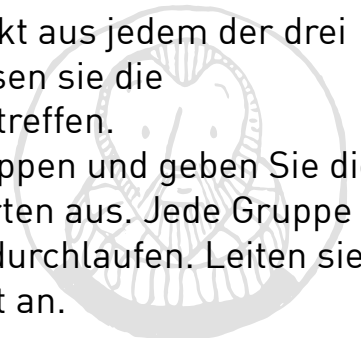 kt aus jedem der drei
sen sie die
treffen.
ppen und geben Sie di
rten aus. Jede Gruppe
durchlaufen. Leiten sie
t an.